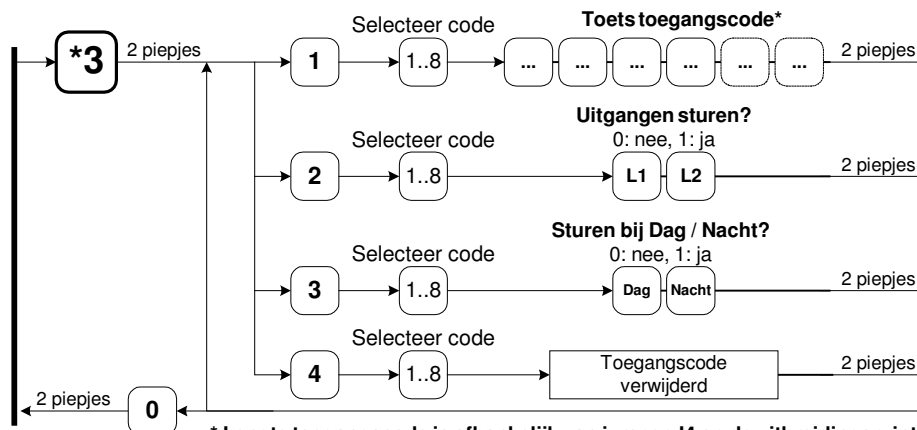 Selecteer code
Toets toegangscode*
*3
2 piepjes
1
1..8
...
...
...
...
...
...
2 piepjes
Uitgangen sturen?
Selecteer code
0: nee, 1: ja
2
1..8
L1
L2
2 piepjes
Sturen bij Dag / Nacht?
Selecteer code
0: nee, 1: ja
3
1..8
Dag
Nacht
2 piepjes
Selecteer code
4
1..8
Toegangscode
verwijderd
2 piepjes
2 piepjes
0